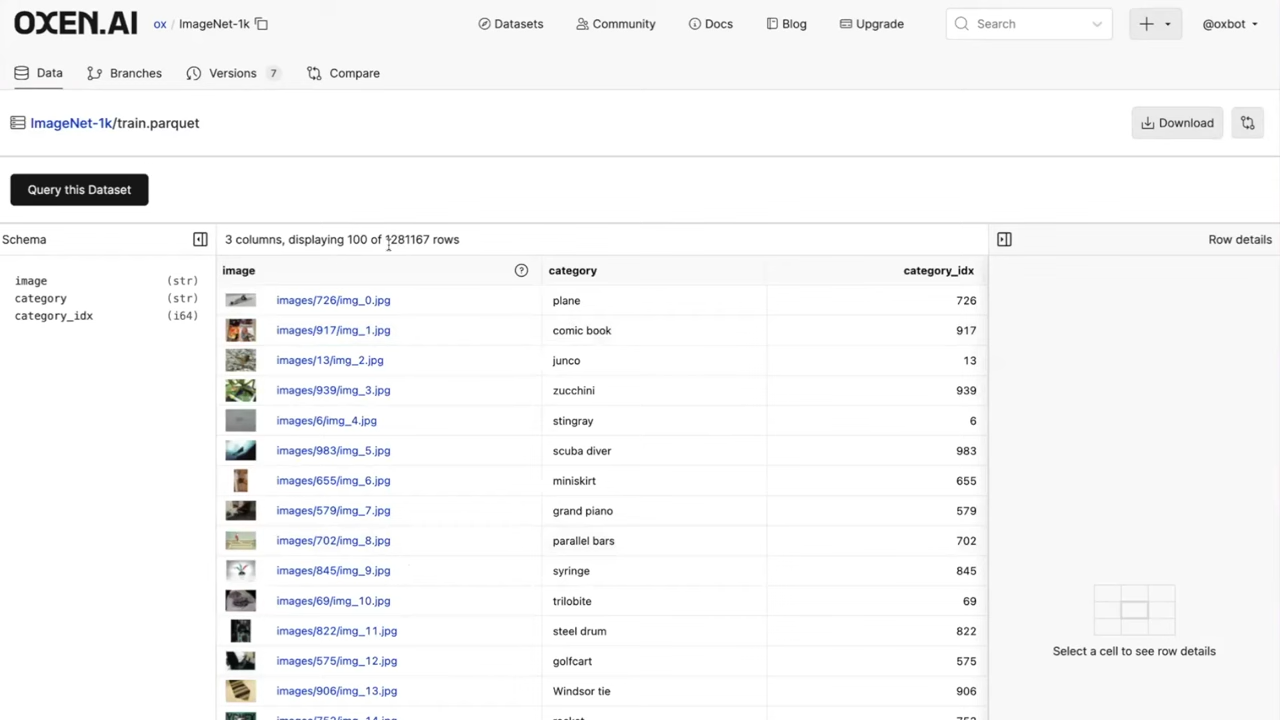 OXEN.AI ox / ImageNet-1k Datasets Community Docs Blog Upgrade Search @oxbot
Data Branches Versions 7 Compare
ImageNet-1k/train.parquet Download
Query this Dataset
Schema 3 columns, displaying 100 of 1281167 rows Row details
image category category_idx
image (str)
category (str)
category_idx (i64)
images/726/img_0.jpg plane 726
images/917/img_1.jpg comic book 917
images/13/img_2.jpg junco 13
images/939/img_3.jpg zucchini 939
images/6/img_4.jpg stingray 6
images/983/img_5.jpg scuba diver 983
images/655/img_6.jpg miniskirt 655
images/579/img_7.jpg grand piano 579
images/702/img_8.jpg parallel bars 702
images/845/img_9.jpg syringe 845
images/69/img_10.jpg trilobite 69
images/822/img_11.jpg steel drum 822
images/575/img_12.jpg golfcart 575
images/906/img_13.jpg Windsor tie 906
Select a cell to see row details